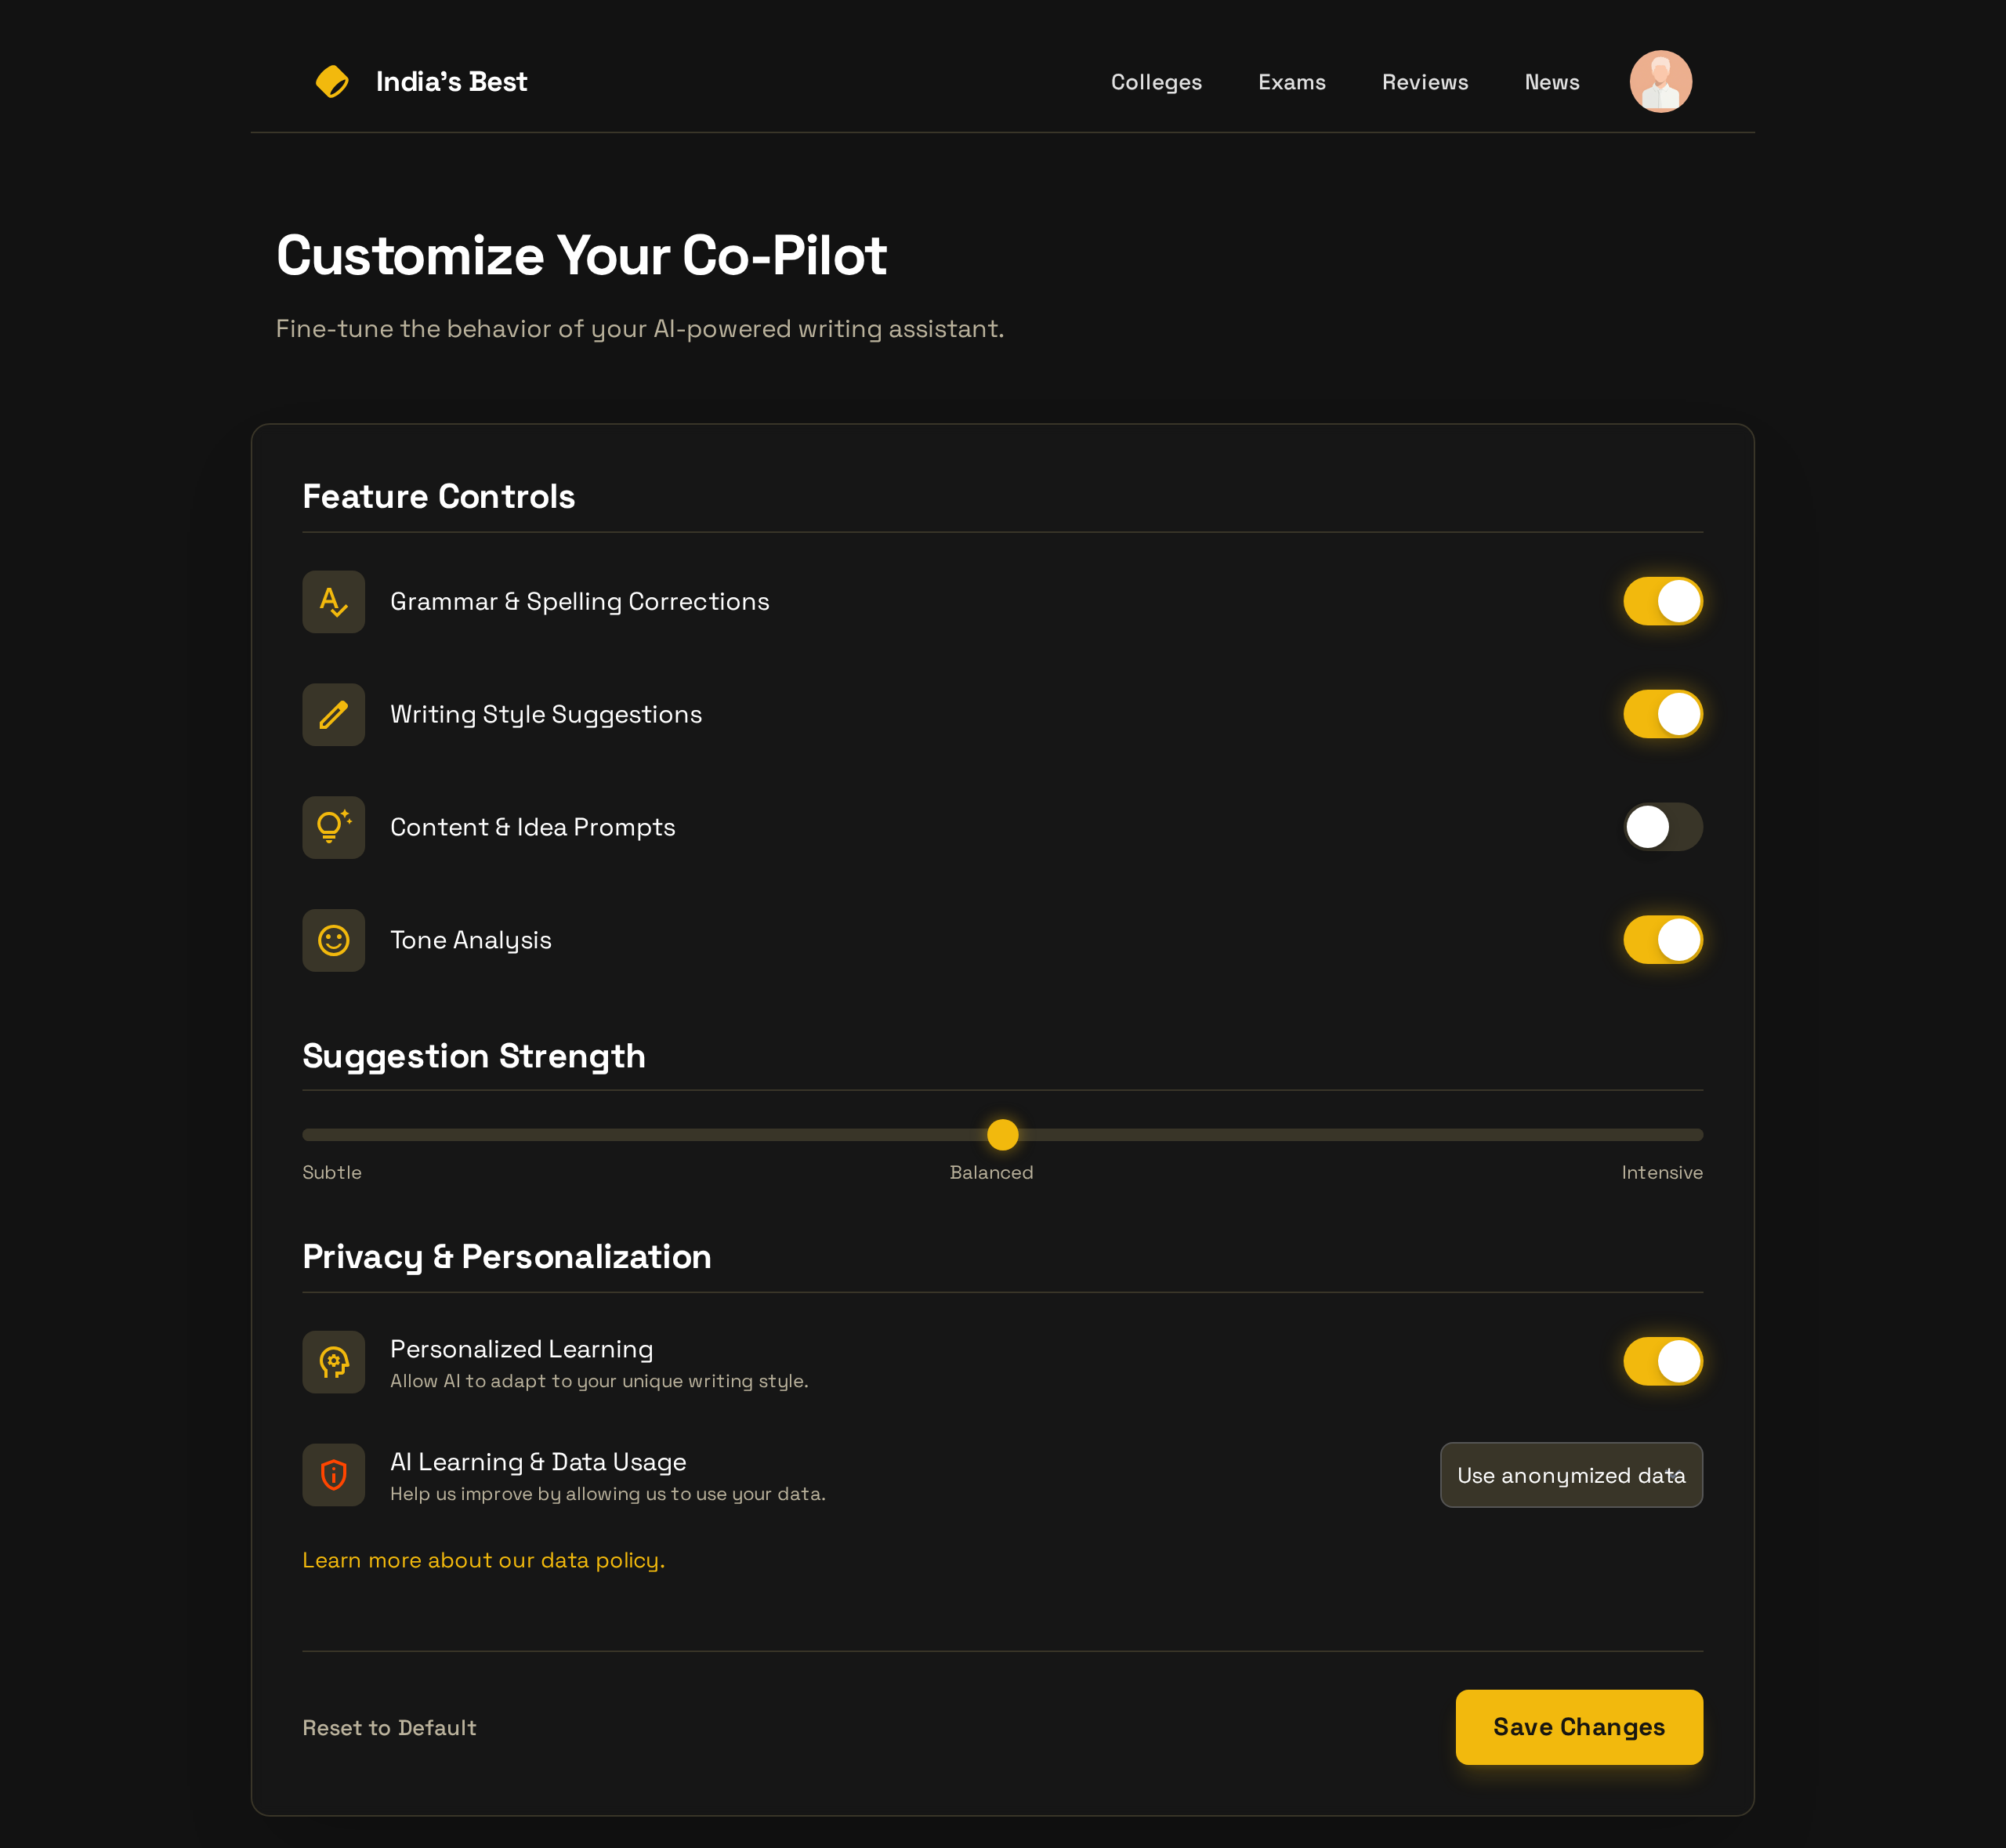 India's Best
Colleges
Exams
Reviews
News
Customize Your Co-Pilot
Fine-tune the behavior of your AI-powered writing assistant.
Feature Controls
Grammar & Spelling Corrections
Writing Style Suggestions
Content & Idea Prompts
Tone Analysis
Suggestion Strength
Subtle
Balanced
Intensive
Privacy & Personalization
Personalized Learning
Allow AI to adapt to your unique writing style.
AI Learning & Data Usage
Help us improve by allowing us to use your data.
Use anonymized data
Learn more about our data policy.
Reset to Default
Save Changes